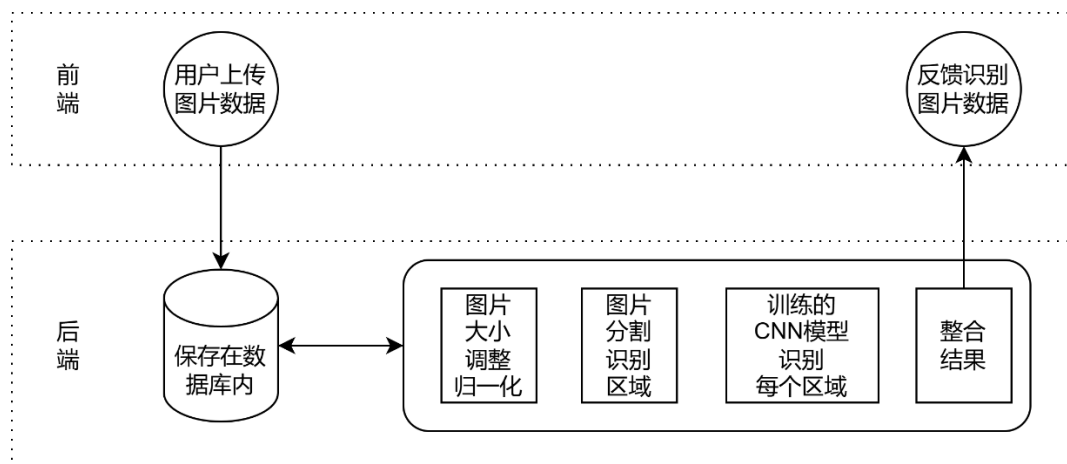 前
端
用户上传
图片数据
反馈识别
图片数据
后
端
保存在数
据库内
图片
大小
调整
归一化
图片
分割
识别
区域
训练的
CNN模型
识别
每个区域
整合
结果